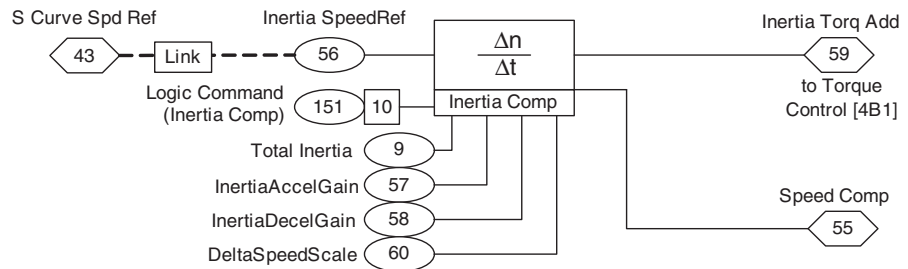 S Curve Spd Ref
43
Link
Inertia SpeedRef
56
Δn
Δt
Inertia Comp
Inertia Torq Add
59
to Torque
Control [4B1]
Logic Command
(Inertia Comp)
151
10
Total Inertia
9
InertiaAccelGain
57
InertiaDecelGain
58
DeltaSpeedScale
60
Speed Comp
55